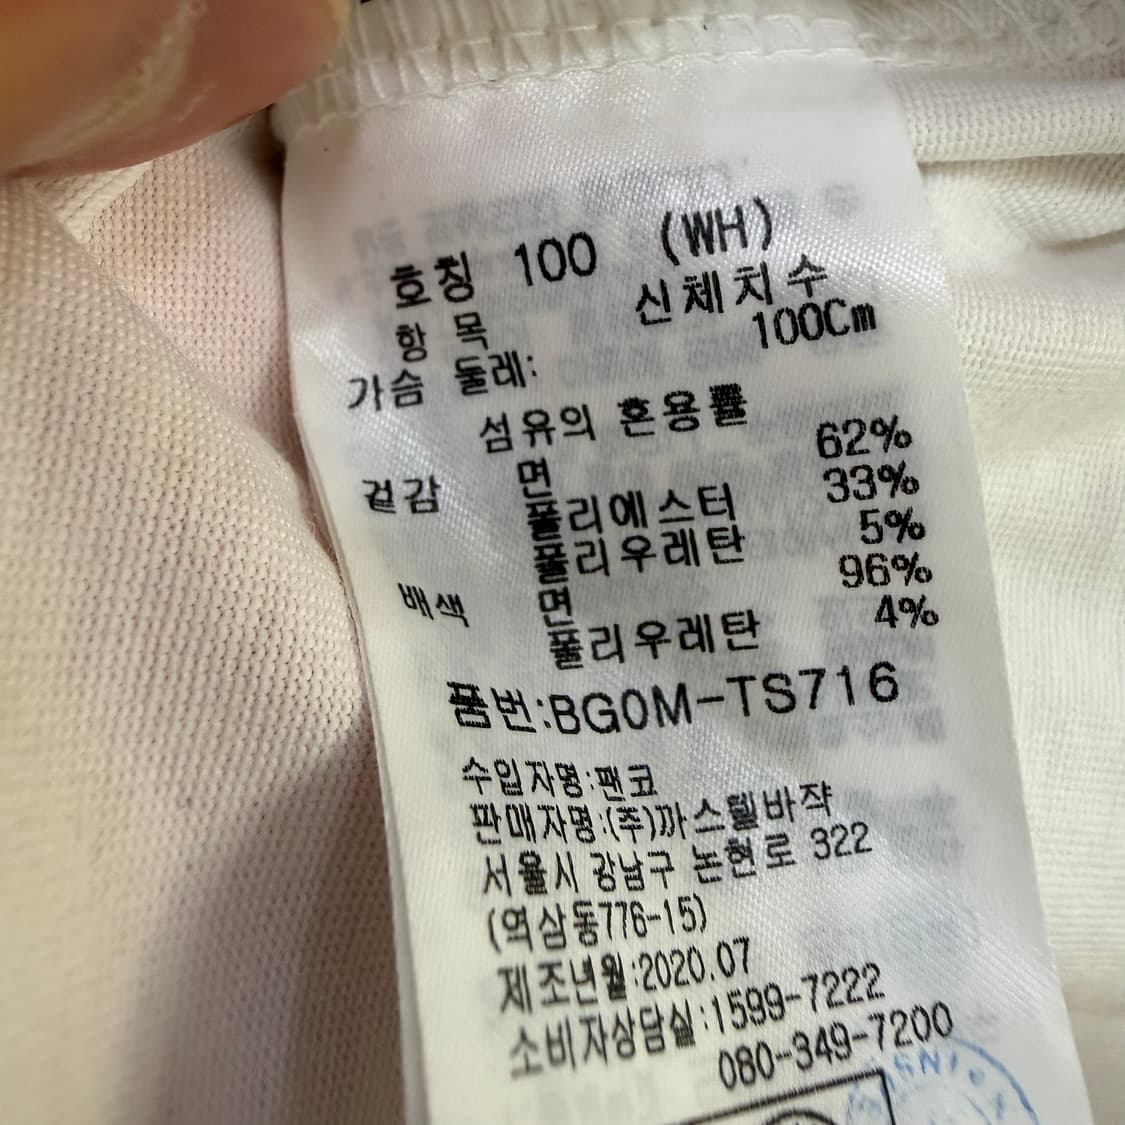 호칭 100 (WH)
항 목 신체치수
가슴 둘레: 100Cm
섬유의 혼용률
겉감 면 62%
폴리에스터 33%
폴리우레탄 5%
배색 면 96%
폴리우레탄 4%
품번:BG0M-TS716
수입자명:팬코
판매자명:(주)까스텔바작
서울시 강남구 논현로 322
(역삼동776-15)
제조년월:2020.07
소비자상담실:1599-7222
080-349-7200